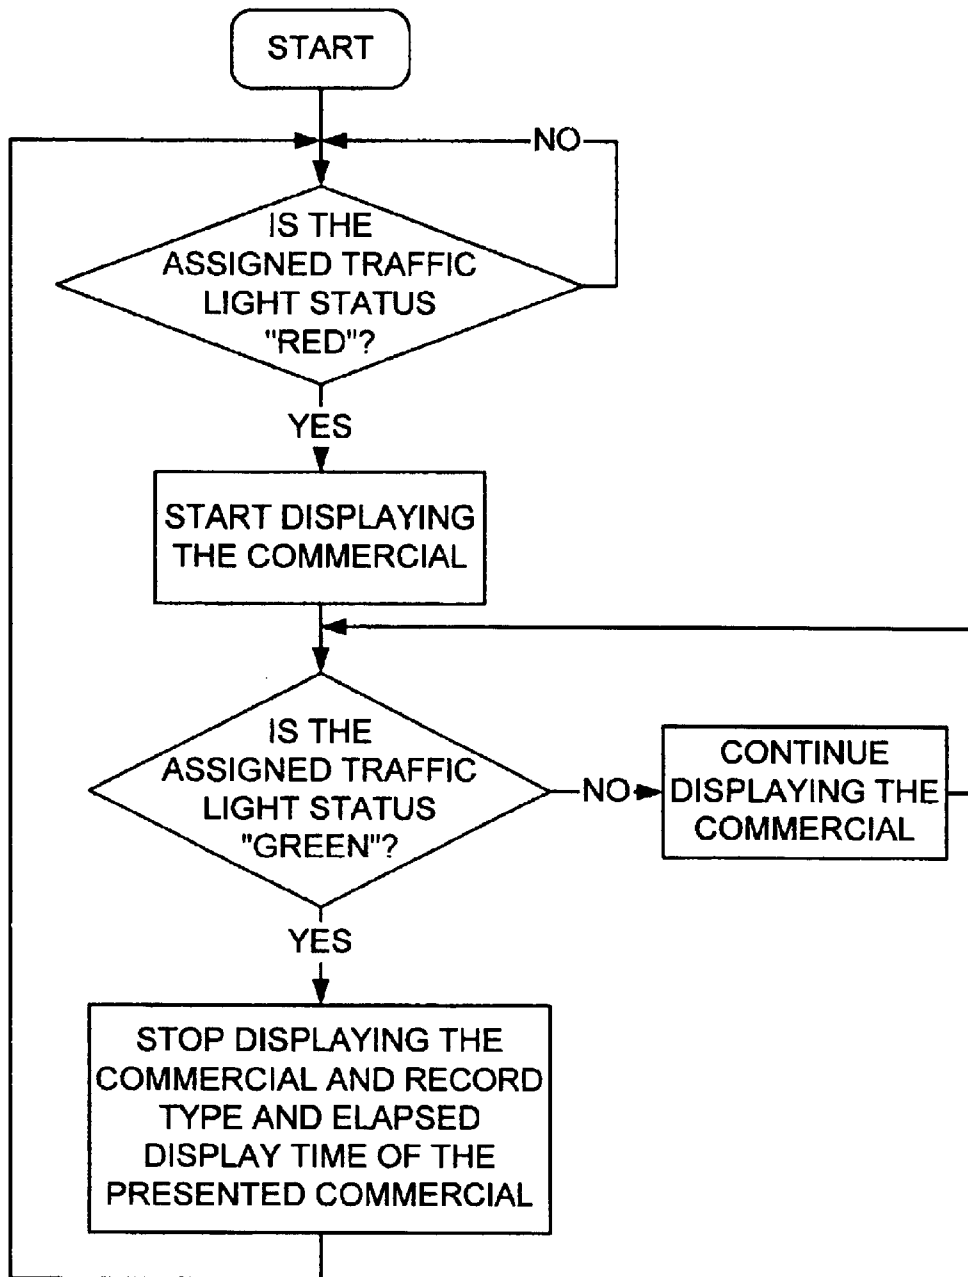 START
NO
IS THE
ASSIGNED TRAFFIC
LIGHT STATUS
"RED"?
YES
START DISPLAYING
THE COMMERCIAL
IS THE
ASSIGNED TRAFFIC
LIGHT STATUS
"GREEN"?
NO
CONTINUE
DISPLAYING THE
COMMERCIAL
YES
STOP DISPLAYING THE
COMMERCIAL AND RECORD
TYPE AND ELAPSED
DISPLAY TIME OF THE
PRESENTED COMMERCIAL